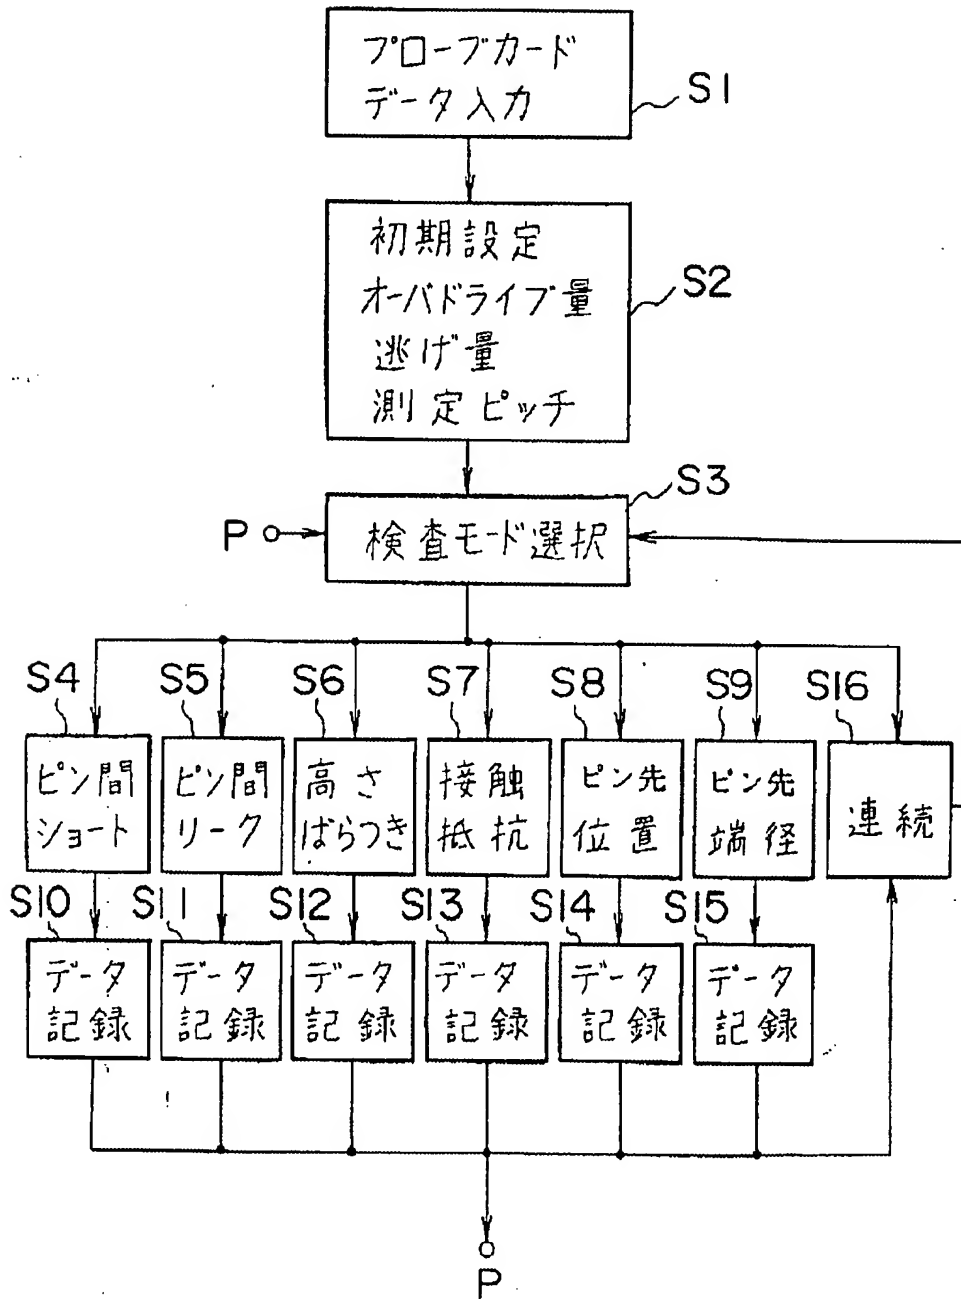 プローブカード
データ入力
S1
初期設定
オーバドライブ量
逃げ量
測定ピッチ
S2
S3
P
検査モード選択
S4
S5
S6
S7
S8
S9
S16
ピン間
ショート
ピン間
リーク
高さ
ばらつき
接触
抵抗
ピン先
位置
ピン先
端径
連続
S10
S11
S12
S13
S14
S15
データ
記録
データ
記録
データ
記録
データ
記録
データ
記録
データ
記録
P